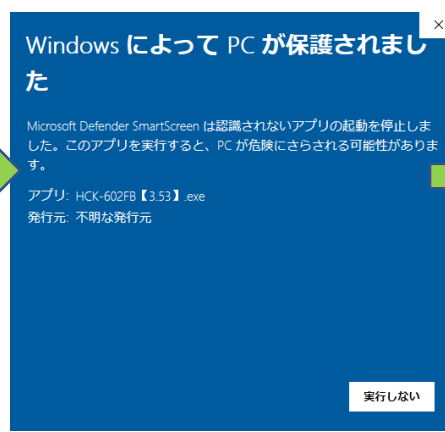 Windows によって PC が保護されまし
た
Microsoft Defender SmartScreen は認識されないアプリの起動を停止しま
した。このアプリを実行すると、PC が危険にさらされる可能性がありま
す。
アプリ: HCK-602FB【3.53】.exe
発行元: 不明な発行元
実行しない